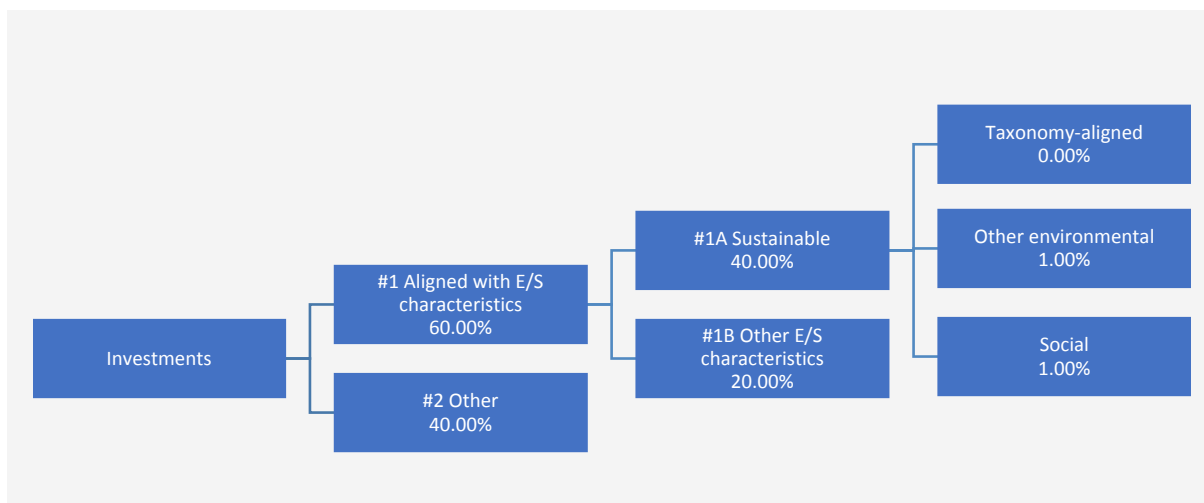 Investments
#1 Aligned with E/S
characteristics
60.00%
#2 Other
40.00%
#1A Sustainable
40.00%
#1B Other E/S
characteristics
20.00%
Taxonomy-aligned
0.00%
Other environmental
1.00%
Social
1.00%